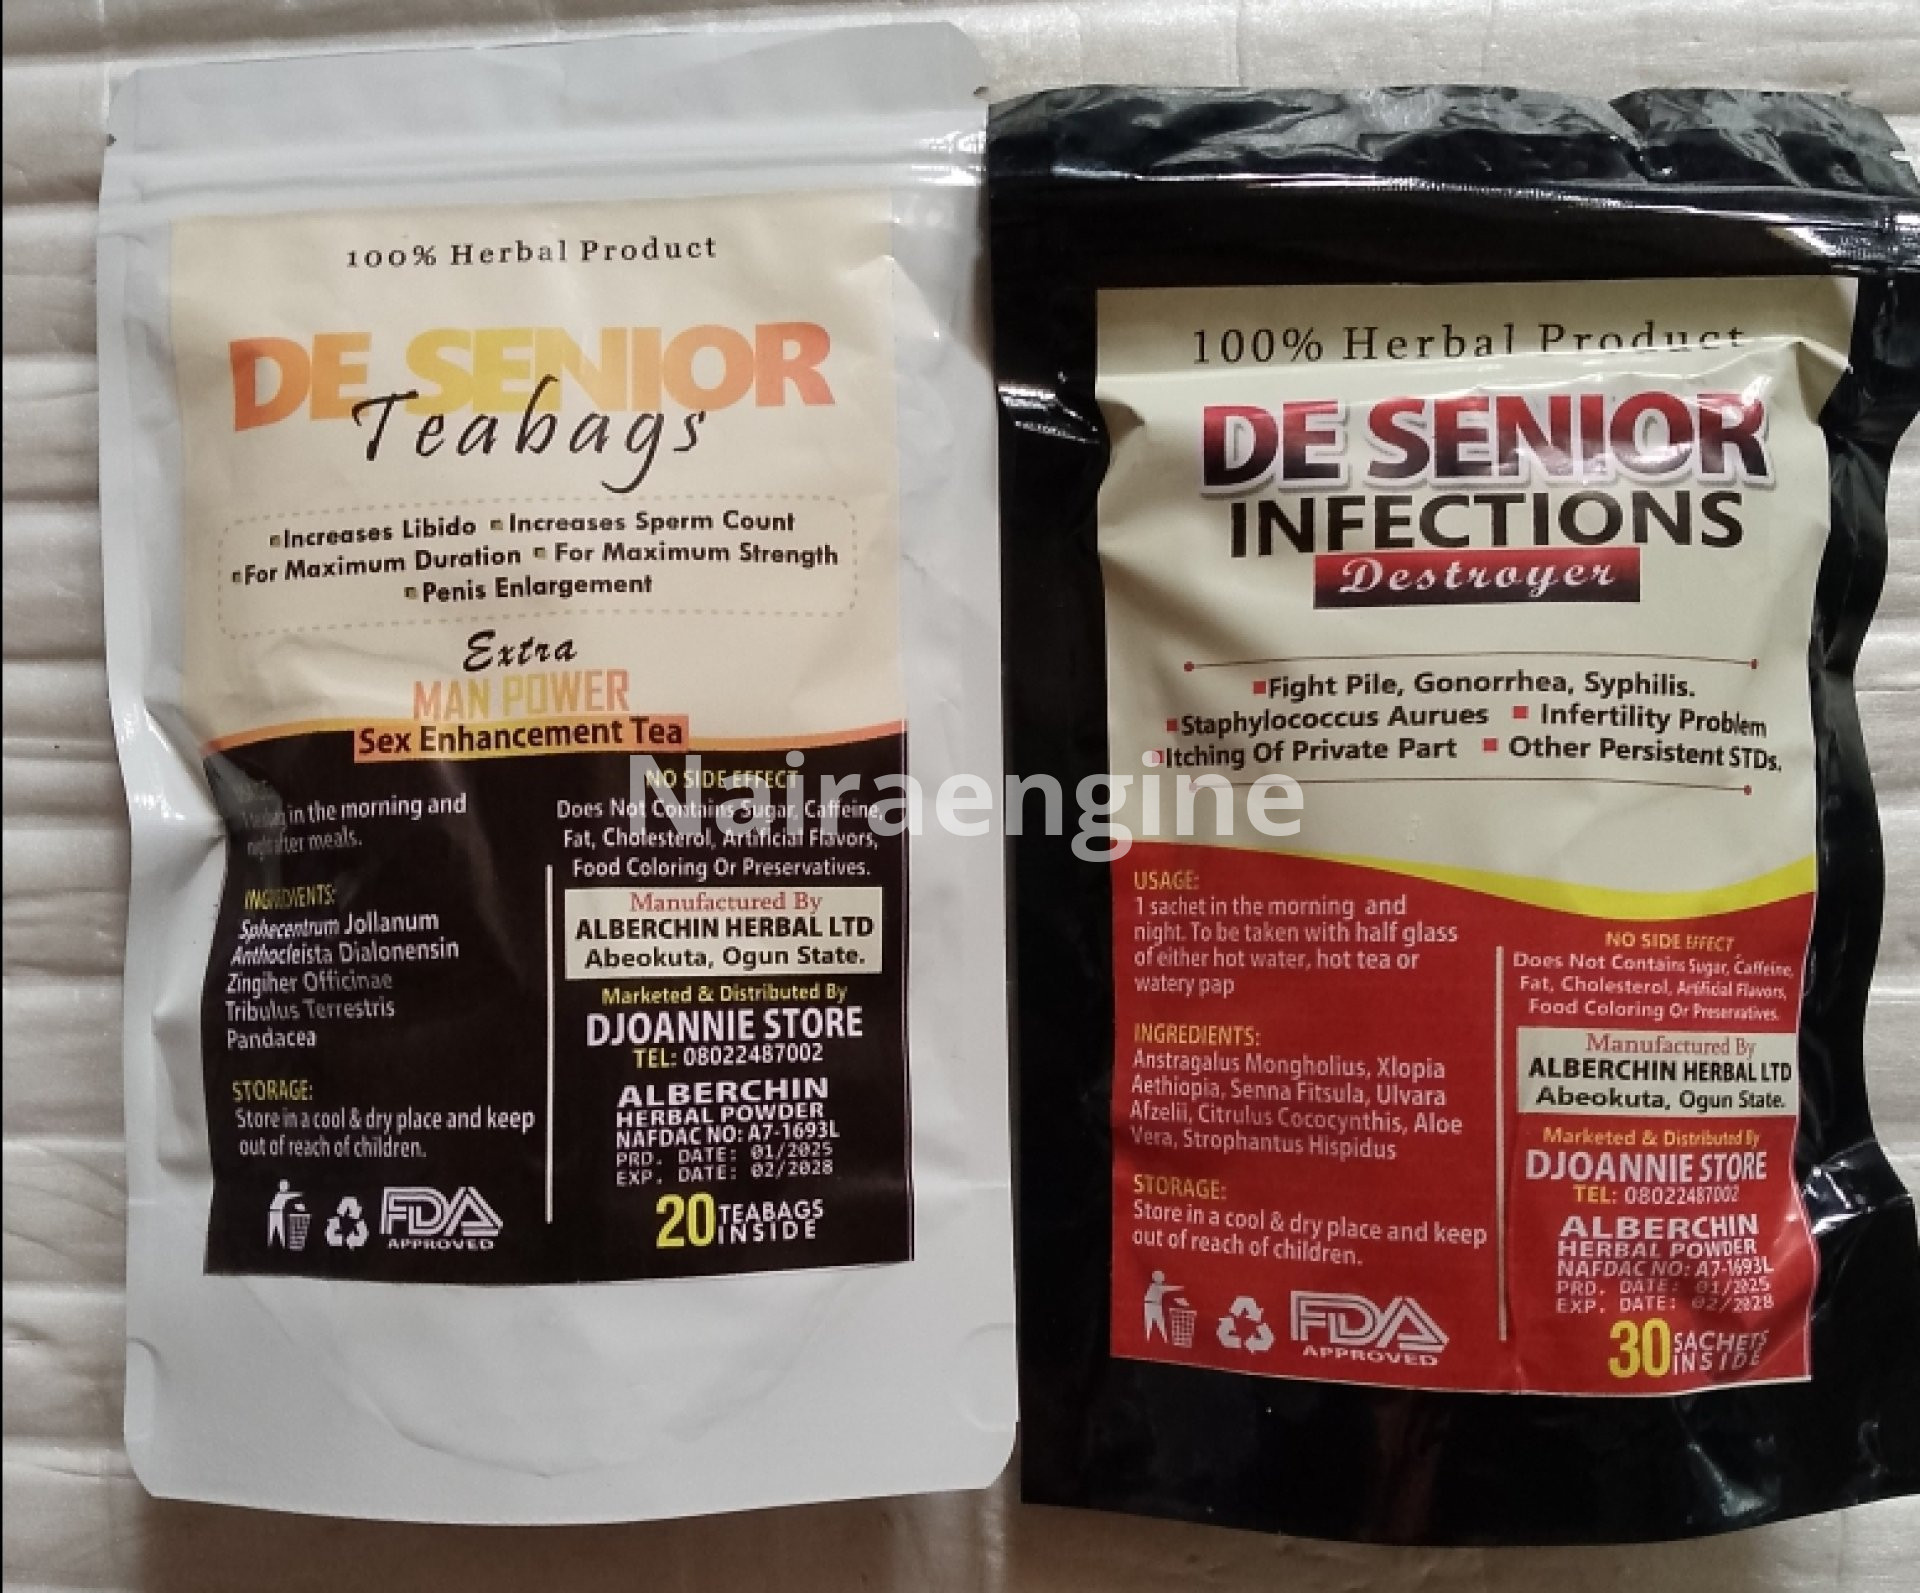 100% Herbal Product
DE SENIOR
Teabags
Increases Libido Increases Sperm Count
For Maximum Duration For Maximum Strength
Penis Enlargement
Extra
MAN POWER
Sex Enhancement Tea
in the morning and
after meals.
INGREDIENTS:
Sphecentrum Jollanum
Anthocleista Dialonensin
Zingiher Officinae
Tribulus Terrestris
Pandacea
STORAGE:
Store in a cool & dry place and keep
out of reach of children.
FDA
APPROVED
NO SIDE EFFECT
Does Not Contains Sugar, Caffeine,
Fat, Cholesterol, Artificial Flavors,
Food Coloring Or Preservatives.
Manufactured By
ALBERCHIN HERBAL LTD
Abeokuta, Ogun State.
Marketed & Distributed By
DJOANNIE STORE
TEL: 08022487002
ALBERCHIN
HERBAL POWDER
NAFDAC NO: A7-1693L
PRD. DATE: 01/2025
EXP. DATE: 02/2028
20 TEABAGS
INSIDE
100% Herbal Product
DE SENIOR
INFECTIONS
Destroyer
Fight Pile, Gonorrhea, Syphilis.
Staphylococcus Aurues Infertility Problem
Itching Of Private Part Other Persistent STDs.
USAGE:
1 sachet in the morning and
night. To be taken with half glass
of either hot water, hot tea or
watery pap
INGREDIENTS:
Anstragalus Mongholius, Xlopia
Aethiopia, Senna Fitsula, Ulvara
Afzelii, Citrulus Cococynthis, Aloe
Vera, Strophantus Hispidus
STORAGE:
Store in a cool & dry place and keep
out of reach of children.
FDA
APPROVED
NO SIDE EFFECT
Does Not Contains Sugar, Caffeine,
Fat, Cholesterol, Artificial Flavors,
Food Coloring Or Preservatives.
Manufactured By
ALBERCHIN HERBAL LTD
Abeokuta, Ogun State.
Marketed & Distributed By
DJOANNIE STORE
TEL: 08022487002
ALBERCHIN
HERBAL POWDER
NAFDAC NO: A7-1693L
PRD. DATE: 01/2025
EXP. DATE: 02/2028
30 SACHETS
INSIDE
Nairaengine